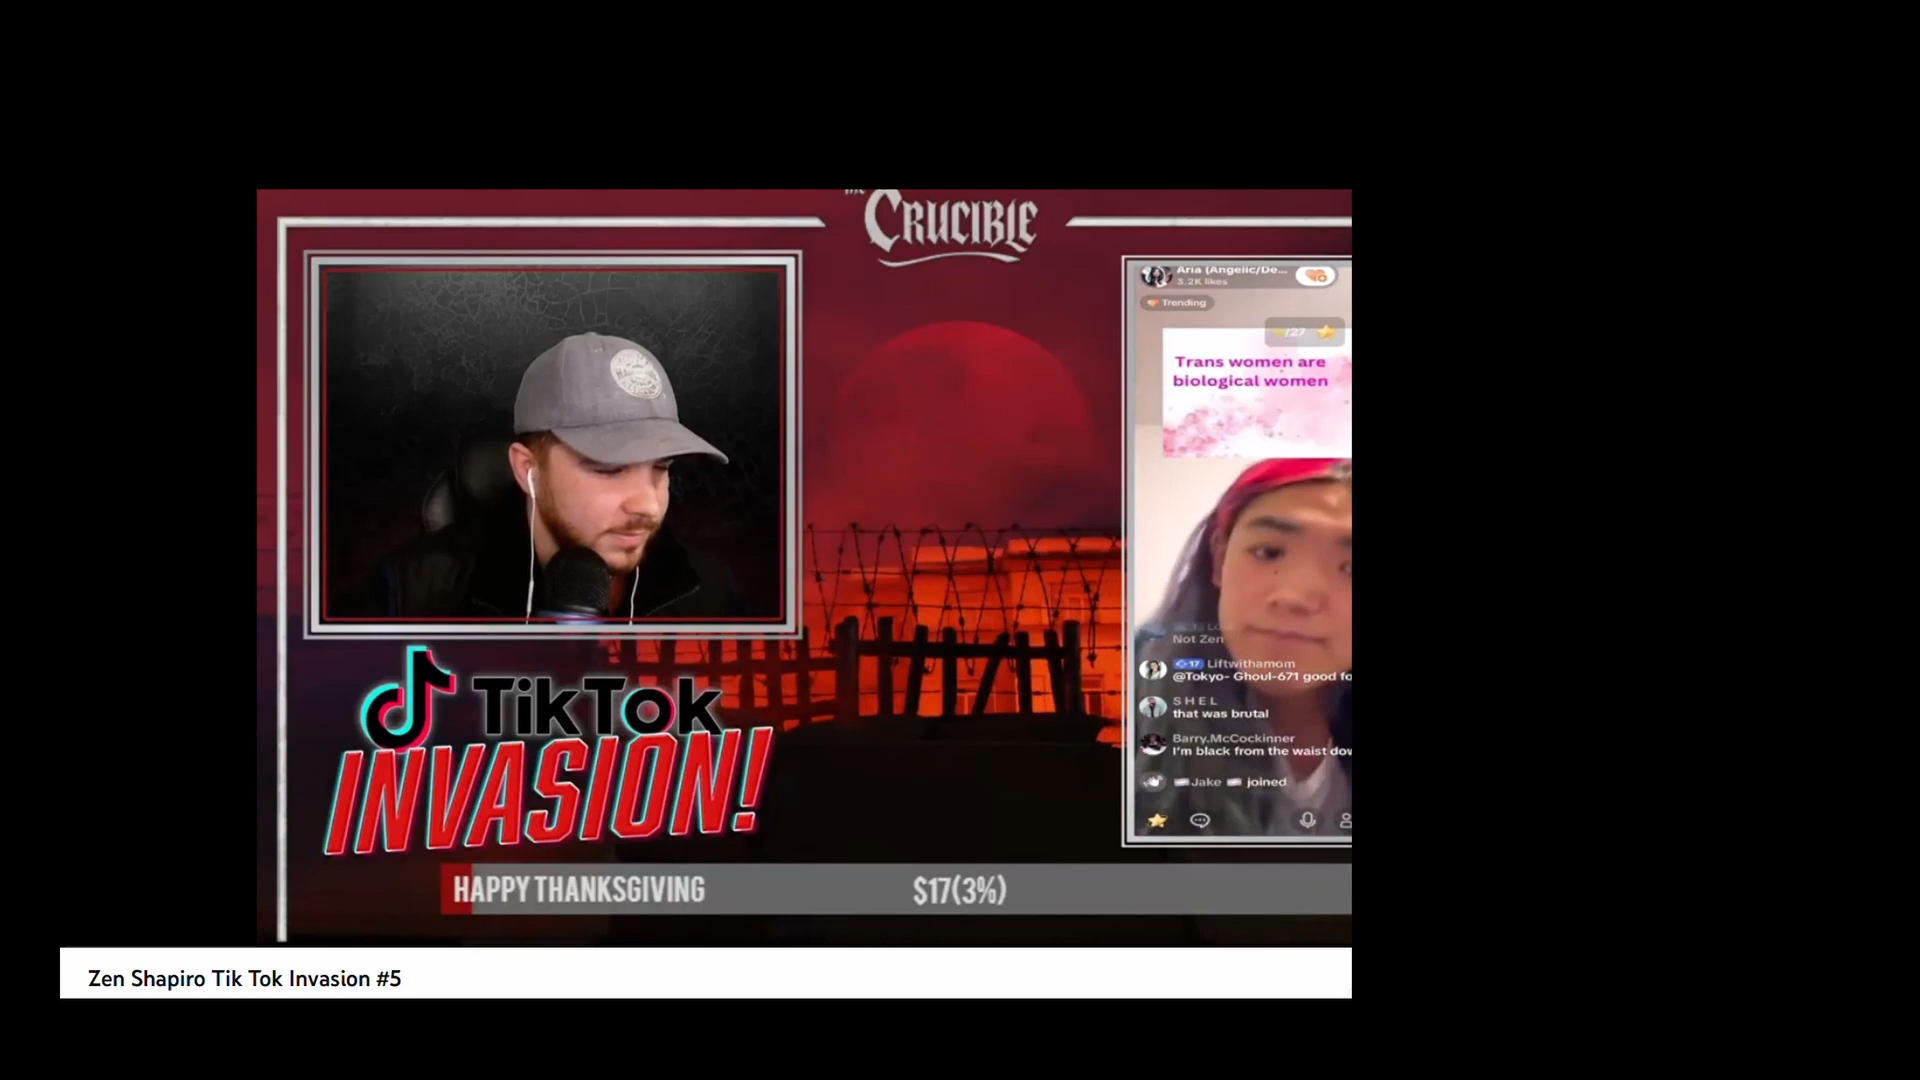 CRUCIBLE
Aria (Angelic/De...
3.2K likes
Trending
/27
Trans women are
biological women
Not Zen
17 Liftwithamom
@Tokyo- Ghoul-671 good fo
S H E L
that was brutal
Barry.McCockinner
I'm black from the waist dow
Jake joined
TikTok
INVASION!
HAPPY THANKSGIVING
$17(3%)
Zen Shapiro Tik Tok Invasion #5